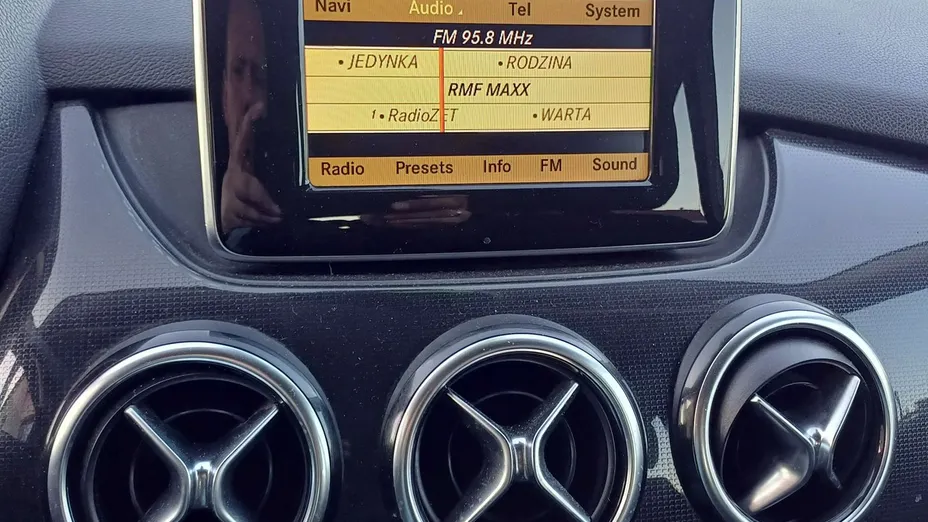 Navi Audio Tel System
FM 95.8 MHz
• JEDYNKA • RODZINA
RMF MAXX
1 • RadioZET • WARTA
Radio Presets Info FM Sound